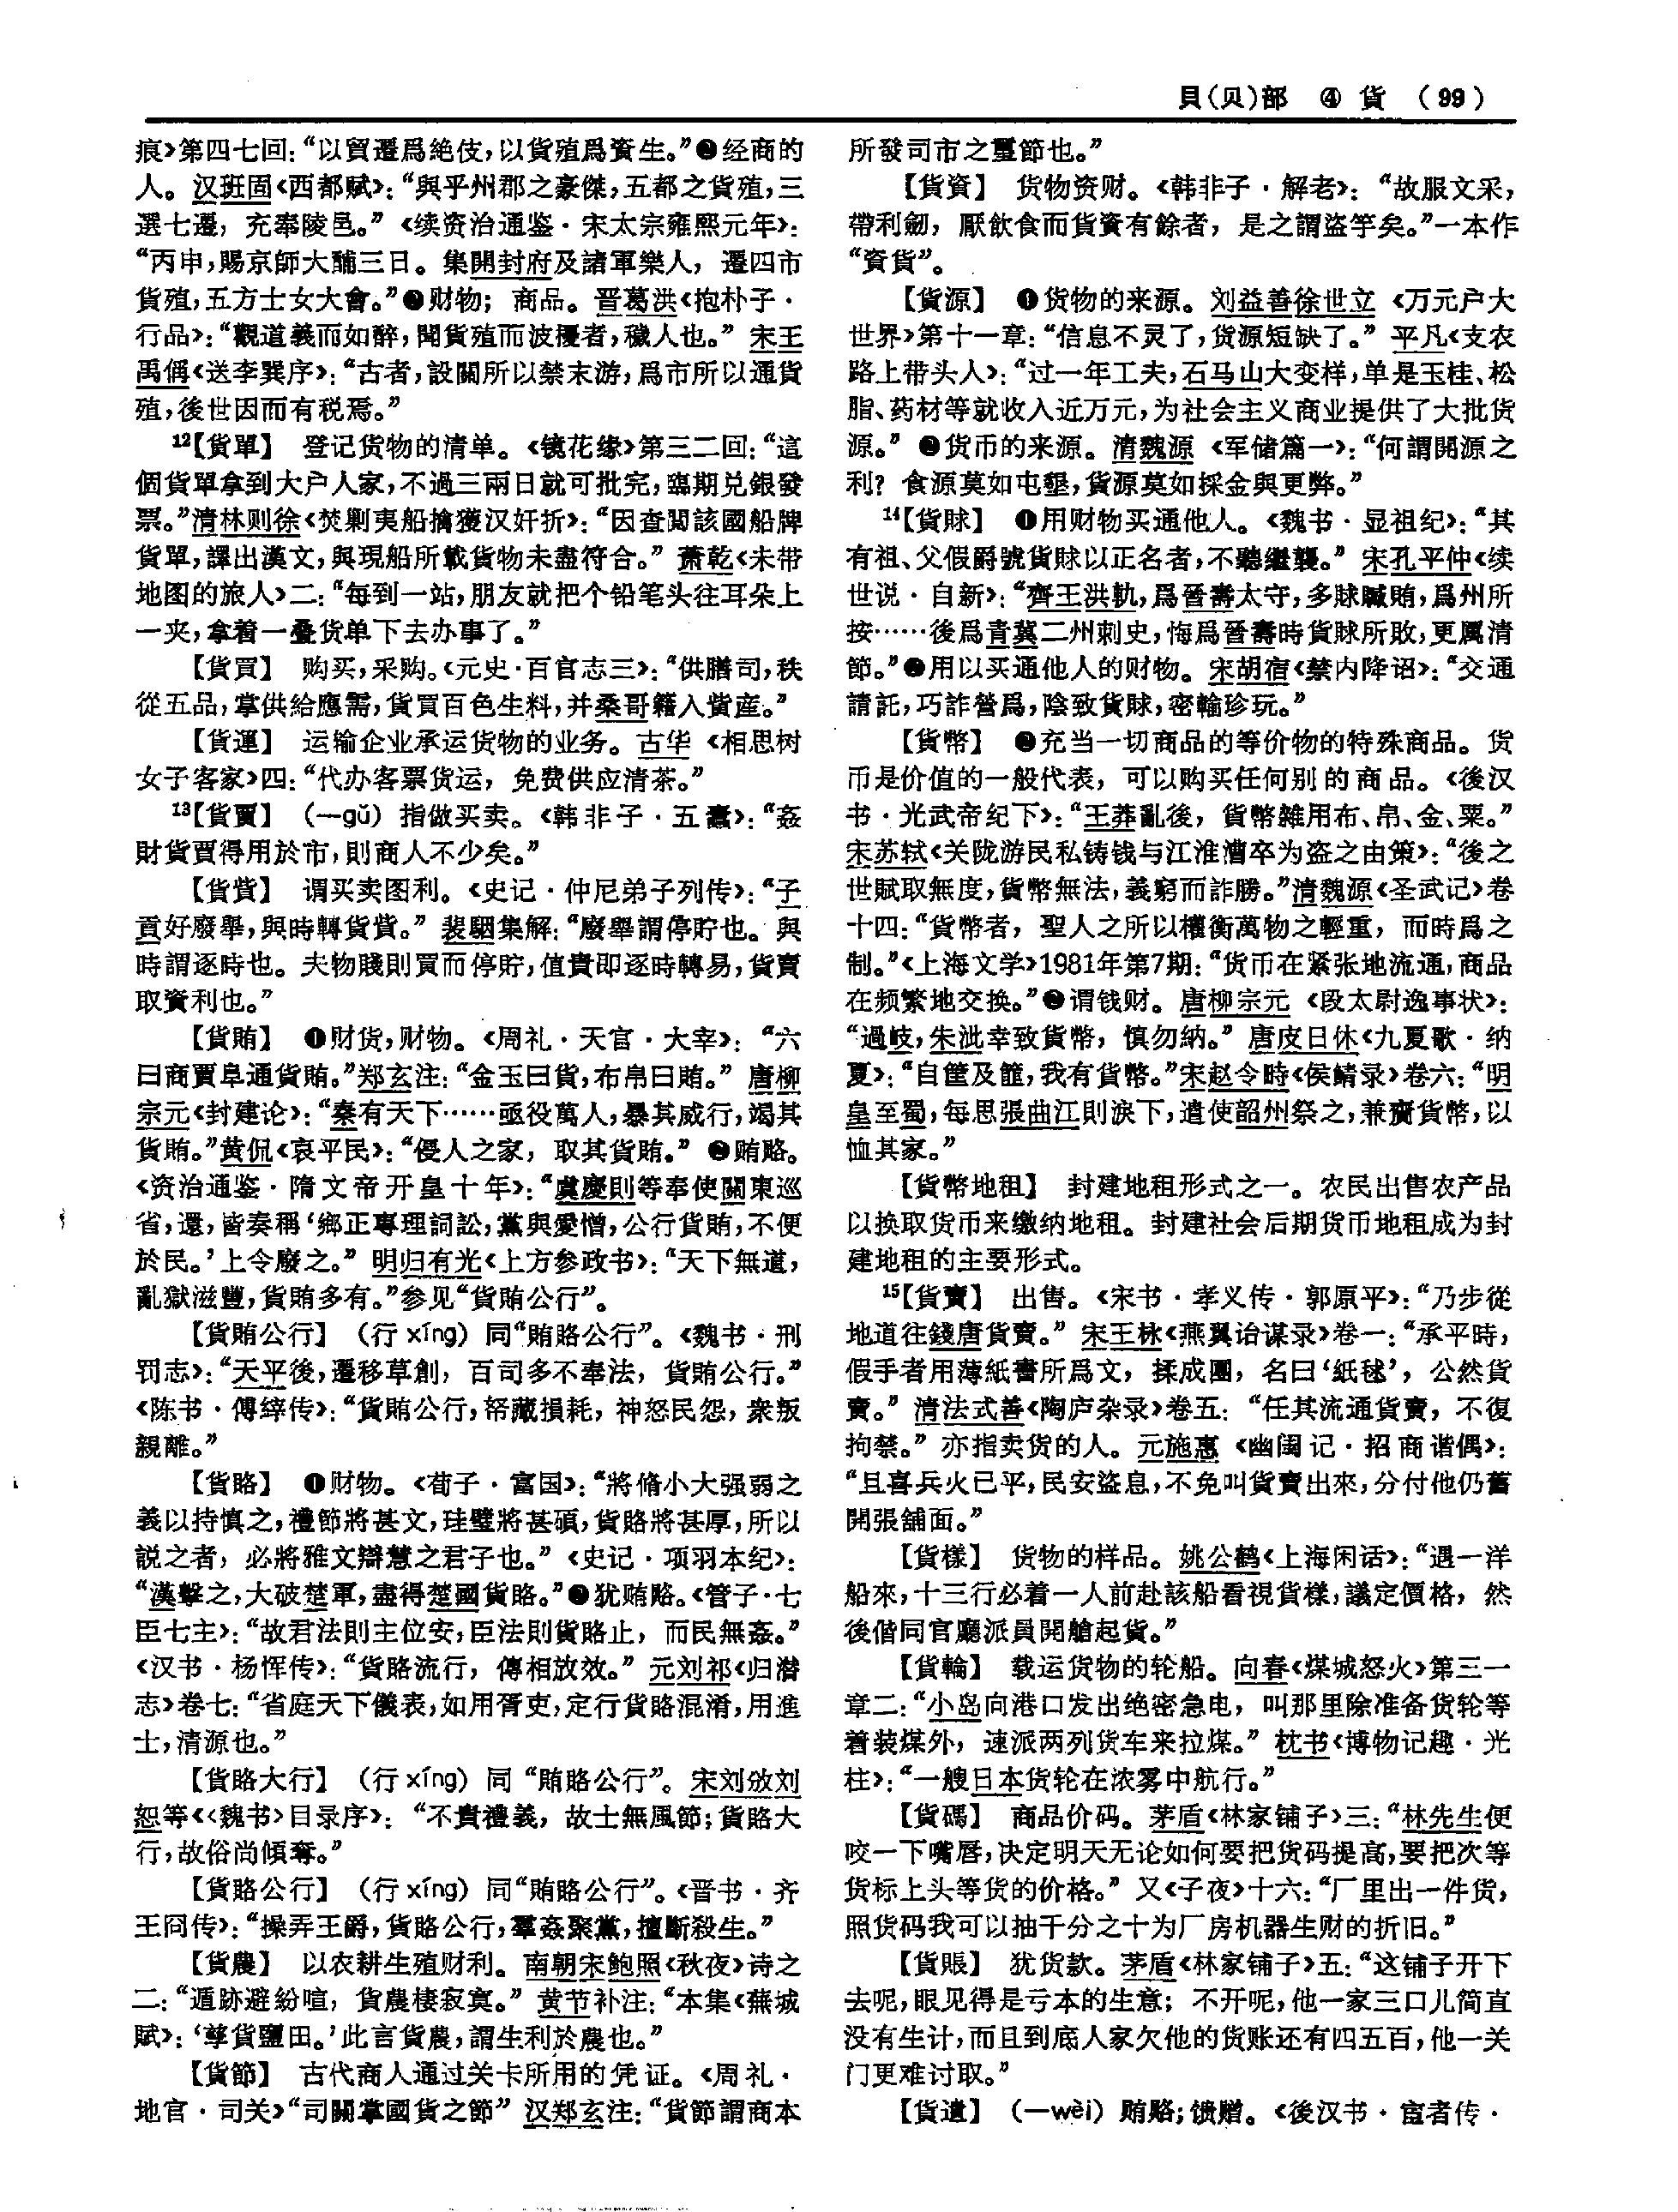 貝(贝)部 ④ 貨 (99)
痕》第四七回:“以貿遷爲絶伎,以貨殖爲資生。”❷经商的
人。汉班固《西都赋》:“與乎州郡之豪傑,五都之貨殖,三
選七遷,充奉陵邑。”《续资治通鉴·宋太宗雍熙元年》:
“丙申,賜京師大酺三日。集開封府及諸軍樂人,遷四市
貨殖,五方士女大會。”❸财物;商品。晋葛洪《抱朴子·
行品》:“觀道義而如醉,聞貨殖而波擾者,穢人也。”宋王
禹偁《送李巽序》:“古者,設關所以禁末游,爲市所以通貨
殖,後世因而有税焉。”
12【貨單】 登记货物的清单。《镜花缘》第三二回:“這
個貨單拿到大户人家,不過三兩日就可批完,臨期兑銀發
票。”清林则徐《焚剿夷船擒獲汉奸折》:“因查閲該國船牌
貨單,譯出漢文,與現船所載貨物未盡符合。”萧乾《未带
地图的旅人》二:“每到一站,朋友就把个铅笔头往耳朵上
一夹,拿着一叠货单下去办事了。”
【貨買】 购买,采购。《元史·百官志三》:“供膳司,秩
從五品,掌供給應需,貨買百色生料,并桑哥籍入貲産。”
【貨運】 运输企业承运货物的业务。古华《相思树
女子客家》四:“代办客票货运,免费供应清茶。”
13【貨賈】 (—gǔ) 指做买卖。《韩非子·五蠹》:“姦
財貨賈得用於市,則商人不少矣。”
【貨貲】 谓买卖图利。《史记·仲尼弟子列传》:“子
貢好廢舉,與時轉貨貲。”裴駰集解:“廢舉謂停貯也。與
時謂逐時也。夫物賤則買而停貯,值貴即逐時轉易,貨賣
取資利也。”
【貨賄】 ❶财货,财物。《周礼·天官·大宰》:“六
曰商賈阜通貨賄。”郑玄注:“金玉曰貨,布帛曰賄。”唐柳
宗元《封建论》:“秦有天下……亟役萬人,暴其威行,竭其
貨賄。”黄侃《哀平民》:“侵人之家,取其貨賄。”❷贿赂。
《资治通鉴·隋文帝开皇十年》:“虞慶則等奉使關東巡
省,還,皆奏稱‘鄉正專理詞訟,黨與愛憎,公行貨賄,不便
於民。’上令廢之。”明归有光《上方参政书》:“天下無道,
亂獄滋豐,貨賄多有。”参见“貨賄公行”。
【貨賄公行】 (行 xíng) 同“賄賂公行”。《魏书·刑
罚志》:“天平後,遷移草創,百司多不奉法,貨賄公行。”
《陈书·傅縡传》:“貨賄公行,帑藏損耗,神怒民怨,衆叛
親離。”
【貨賂】 ❶财物。《荀子·富国》:“將脩小大强弱之
義以持慎之,禮節將甚文,珪璧將甚碩,貨賂將甚厚,所以
説之者,必將雅文辯慧之君子也。”《史记·项羽本纪》:
“漢擊之,大破楚軍,盡得楚國貨賂。”❷犹贿赂。《管子·七
臣七主》:“故君法則主位安,臣法則貨賂止,而民無姦。”
《汉书·杨恽传》:“貨賂流行,傳相放效。”元刘祁《归潜
志》卷七:“省庭天下儀表,如用胥吏,定行貨賂混淆,用進
士,清源也。”
【貨賂大行】 (行 xíng) 同“賄賂公行”。宋刘攽刘
恕等《〈魏书〉目录序》:“不貴禮義,故士無風節;貨賂大
行,故俗尚傾奪。”
【貨賂公行】 (行 xíng) 同“賄賂公行”。《晋书·齐
王冏传》:“操弄王爵,貨賂公行,羣姦聚黨,擅斷殺生。”
【貨農】 以农耕生殖财利。南朝宋鲍照《秋夜》诗之
二:“遁跡避紛喧,貨農棲寂寞。”黄节补注:“本集《蕪城
賦》:‘孳貨鹽田。’此言貨農,謂生利於農也。”
【貨節】 古代商人通过关卡所用的凭证。《周礼·
地官·司关》“司關掌國貨之節”汉郑玄注:“貨節謂商本
所發司市之璽節也。”
【貨資】 货物资财。《韩非子·解老》:“故服文采,
帶利劒,厭飲食而貨資有餘者,是之謂盗竽矣。”一本作
“資貨”。
【貨源】 ❶货物的来源。刘益善徐世立《万元户大
世界》第十一章:“信息不灵了,货源短缺了。”平凡《支农
路上带头人》:“过一年工夫,石马山大变样,单是玉桂、松
脂、药材等就收入近万元,为社会主义商业提供了大批货
源。”❷货币的来源。清魏源《军储篇一》:“何謂開源之
利?食源莫如屯墾,貨源莫如採金與更弊。”
14【貨賕】 ❶用财物买通他人。《魏书·显祖纪》:“其
有祖、父假爵號貨賕以正名者,不聽繼襲。”宋孔平仲《续
世说·自新》:“齊王洪軌,爲晉壽太守,多賕贓賄,爲州所
按……後爲青冀二州刺史,悔爲晉壽時貨賕所敗,更厲清
節。”❷用以买通他人的财物。宋胡宿《禁内降诏》:“交通
請託,巧詐營爲,陰致貨賕,密輸珍玩。”
【貨幣】 ❶充当一切商品的等价物的特殊商品。货
币是价值的一般代表,可以购买任何别的商品。《後汉
书·光武帝纪下》:“王莽亂後,貨幣雜用布、帛、金、粟。”
宋苏轼《关陇游民私铸钱与江淮漕卒为盗之由策》:“後之
世賦取無度,貨幣無法,義窮而詐勝。”清魏源《圣武记》卷
十四:“貨幣者,聖人之所以權衡萬物之輕重,而時爲之
制。”《上海文学》1981年第7期:“货币在紧张地流通,商品
在频繁地交换。”❷谓钱财。唐柳宗元《段太尉逸事状》:
“過岐,朱泚幸致貨幣,慎勿納。”唐皮日休《九夏歌·纳
夏》:“自筐及篚,我有貨幣。”宋赵令畤《侯鲭录》卷六:“明
皇至蜀,每思張曲江則淚下,遣使韶州祭之,兼賫貨幣,以
恤其家。”
【貨幣地租】 封建地租形式之一。农民出售农产品
以换取货币来缴纳地租。封建社会后期货币地租成为封
建地租的主要形式。
15【貨賣】 出售。《宋书·孝义传·郭原平》:“乃步從
地道往錢唐貨賣。”宋王栐《燕翼诒谋录》卷一:“承平時,
假手者用薄紙書所爲文,揉成團,名曰‘紙毬’,公然貨
賣。”清法式善《陶庐杂录》卷五:“任其流通貨賣,不復
拘禁。”亦指卖货的人。元施惠《幽闺记·招商谐偶》:
“且喜兵火已平,民安盜息,不免叫貨賣出來,分付他仍舊
開張舖面。”
【貨樣】 货物的样品。姚公鹤《上海闲话》:“遇一洋
船來,十三行必着一人前赴該船看視貨樣,議定價格,然
後偕同官廳派員開艙起貨。”
【貨輪】 载运货物的轮船。向春《煤城怒火》第三一
章二:“小岛向港口发出绝密急电,叫那里除准备货轮等
着装煤外,速派两列货车来拉煤。”枕书《博物记趣·光
柱》:“一艘日本货轮在浓雾中航行。”
【貨碼】 商品价码。茅盾《林家铺子》三:“林先生便
咬一下嘴唇,决定明天无论如何要把货码提高,要把次等
货标上头等货的价格。”又《子夜》十六:“厂里出一件货,
照货码我可以抽千分之十为厂房机器生财的折旧。”
【貨賬】 犹货款。茅盾《林家铺子》五:“这铺子开下
去呢,眼见得是亏本的生意;不开呢,他一家三口儿简直
没有生计,而且到底人家欠他的货账还有四五百,他一关
门更难讨取。”
【貨遺】 (—wèi) 贿赂;馈赠。《後汉书·宦者传·